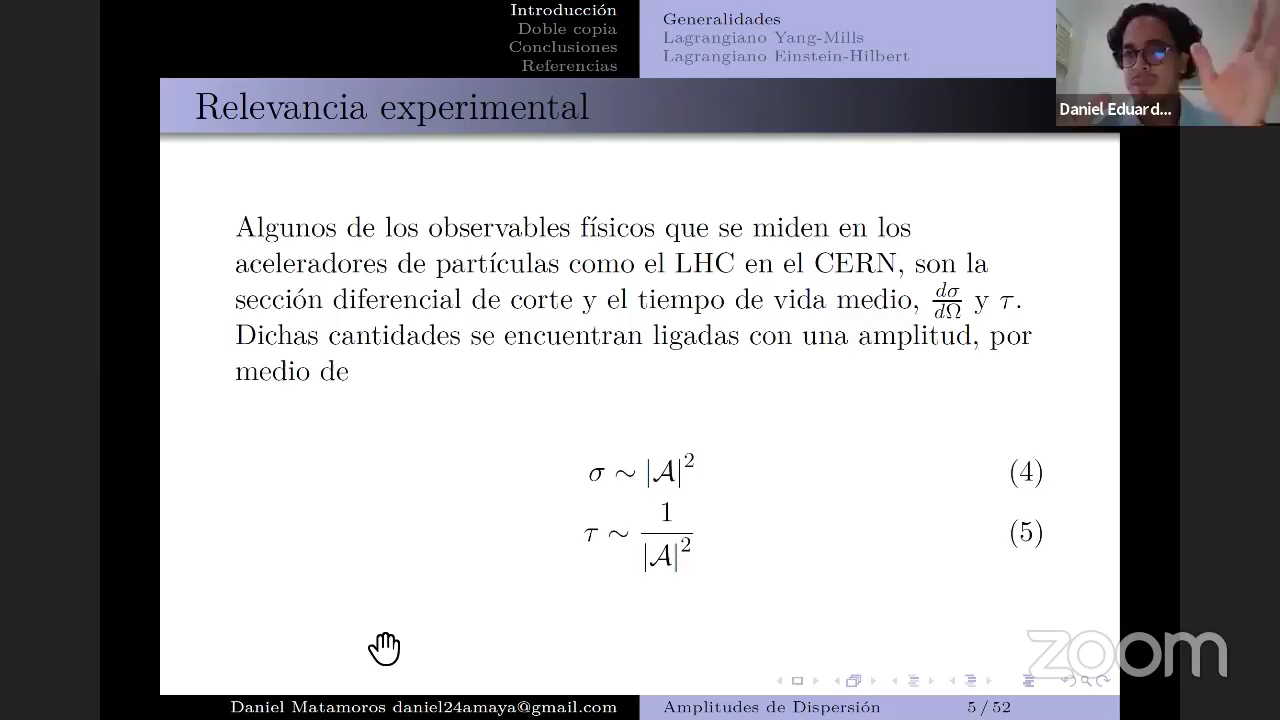 Introducción
Doble copia
Conclusiones
Referencias
Generalidades
Lagrangiano Yang-Mills
Lagrangiano Einstein-Hilbert
Daniel Eduard...
Relevancia experimental
Algunos de los observables físicos que se miden en los
aceleradores de partículas como el LHC en el CERN, son la
sección diferencial de corte y el tiempo de vida medio, dσ/dΩ y τ.
Dichas cantidades se encuentran ligadas con una amplitud, por
medio de
σ ∼ |𝒜|² (4)
τ ∼ 1/|𝒜|² (5)
zoom
Daniel Matamoros daniel24amaya@gmail.com
Amplitudes de Dispersión
5 / 52